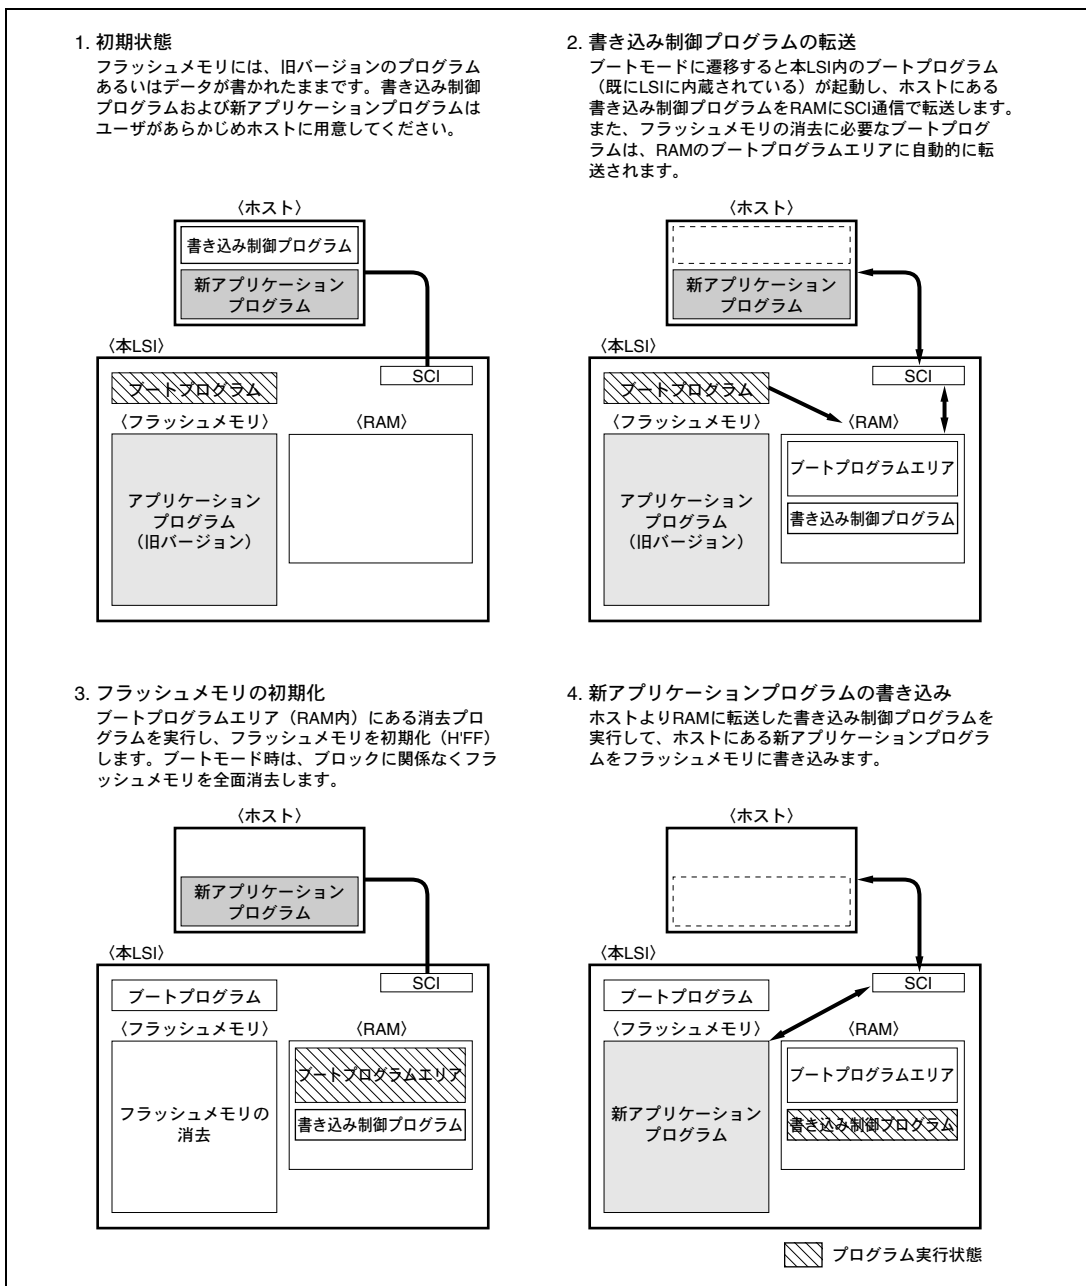 1. 初期状態
フラッシュメモリには、旧バージョンのプログラム
あるいはデータが書かれたままです。書き込み制御
プログラムおよび新アプリケーションプログラムは
ユーザがあらかじめホストに用意してください。
〈ホスト〉
書き込み制御プログラム
新アプリケーション
プログラム
〈本LSI〉
SCI
ブートプログラム
〈フラッシュメモリ〉
〈RAM〉
アプリケーション
プログラム
（旧バージョン）
2. 書き込み制御プログラムの転送
ブートモードに遷移すると本LSI内のブートプログラム
（既にLSIに内蔵されている）が起動し、ホストにある
書き込み制御プログラムをRAMにSCI通信で転送します。
また、フラッシュメモリの消去に必要なブートプログ
ラムは、RAMのブートプログラムエリアに自動的に転
送されます。
〈ホスト〉
新アプリケーション
プログラム
〈本LSI〉
SCI
ブートプログラム
〈フラッシュメモリ〉
〈RAM〉
ブートプログラムエリア
アプリケーション
プログラム
（旧バージョン）
書き込み制御プログラム
3. フラッシュメモリの初期化
ブートプログラムエリア（RAM内）にある消去プロ
グラムを実行し、フラッシュメモリを初期化（H'FF）
します。ブートモード時は、ブロックに関係なくフラ
ッシュメモリを全面消去します。
〈ホスト〉
新アプリケーション
プログラム
〈本LSI〉
SCI
ブートプログラム
〈フラッシュメモリ〉
〈RAM〉
ブートプログラムエリア
フラッシュメモリの
消去
書き込み制御プログラム
4. 新アプリケーションプログラムの書き込み
ホストよりRAMに転送した書き込み制御プログラムを
実行して、ホストにある新アプリケーションプログラ
ムをフラッシュメモリに書き込みます。
〈ホスト〉
〈本LSI〉
SCI
ブートプログラム
〈フラッシュメモリ〉
〈RAM〉
ブートプログラムエリア
新アプリケーション
プログラム
書き込み制御プログラム
プログラム実行状態